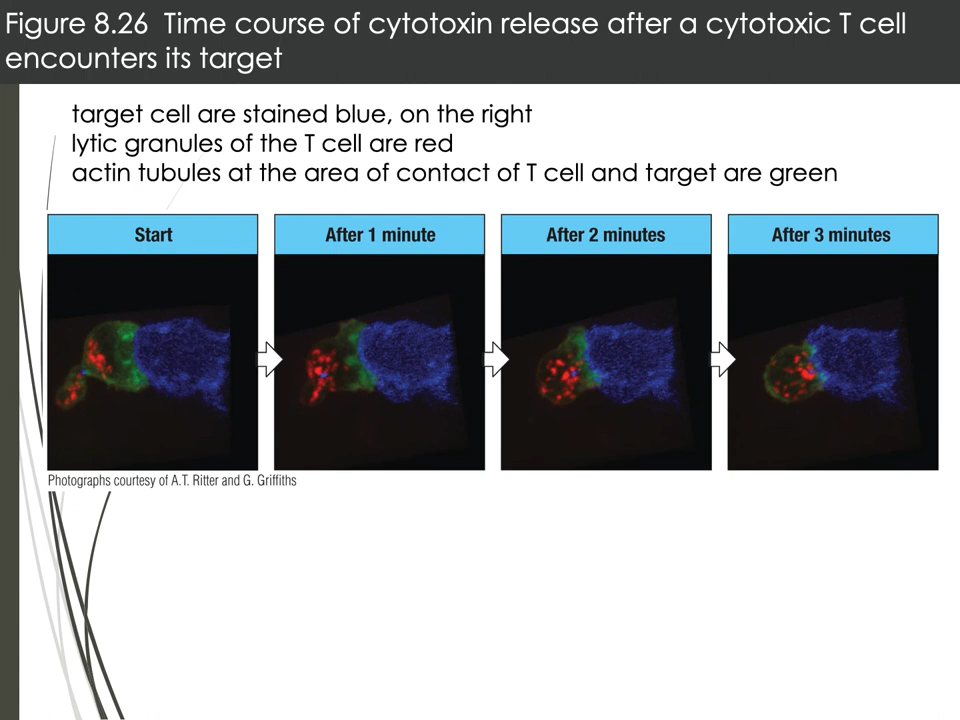 Figure 8.26  Time course of cytotoxin release after a cytotoxic T cell
encounters its target
target cell are stained blue, on the right
lytic granules of the T cell are red
actin tubules at the area of contact of T cell and target are green
Start
After 1 minute
After 2 minutes
After 3 minutes
Photographs courtesy of A.T. Ritter and G. Griffiths